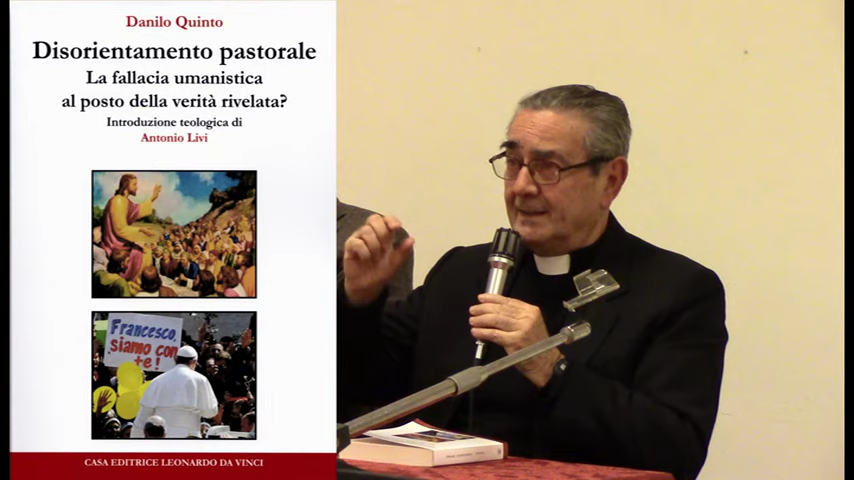 Danilo Quinto
Disorientamento pastorale
La fallacia umanistica
al posto della verità rivelata?
Introduzione teologica di
Antonio Livi
Francesco,
siamo con
te!
CASA EDITRICE LEONARDO DA VINCI